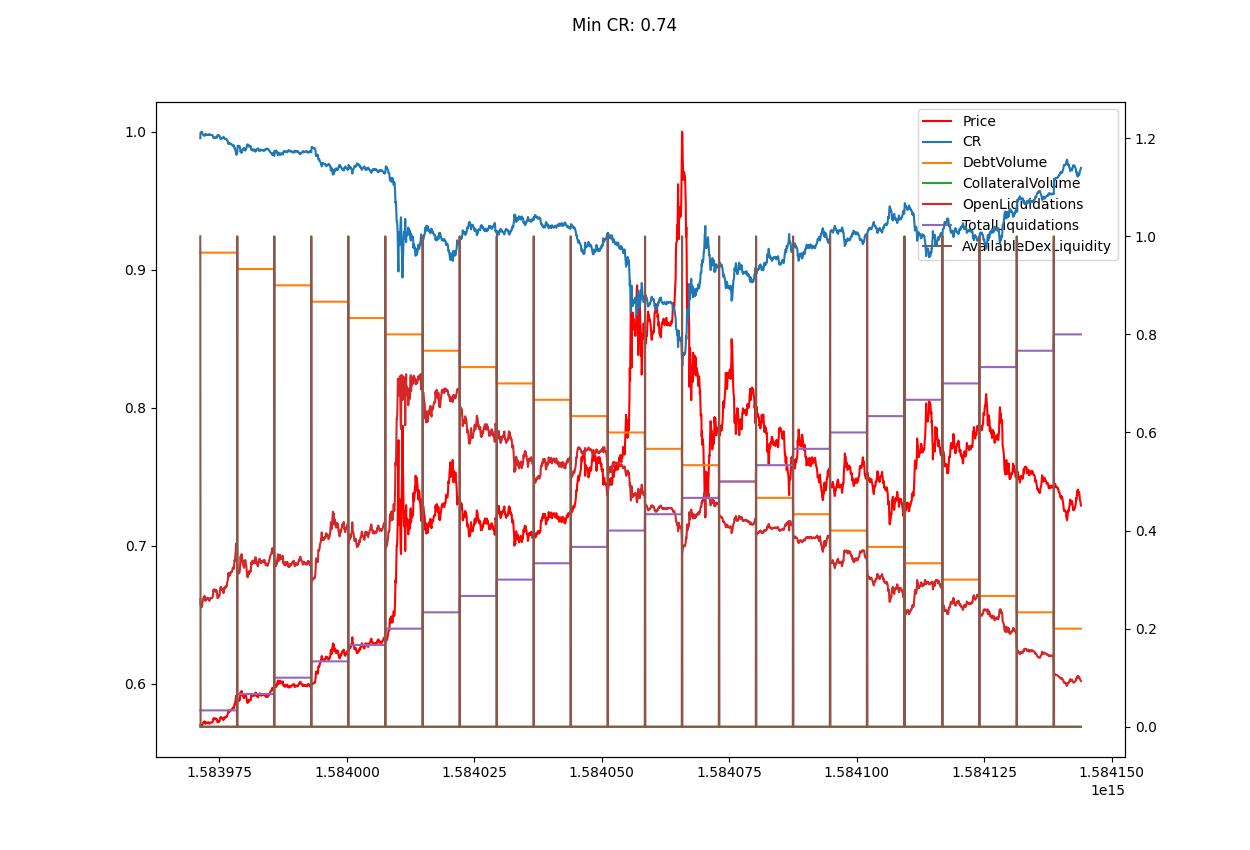 Min CR: 0.74
Price
CR
DebtVolume
CollateralVolume
OpenLiquidations
TotalLiquidations
AvailableDexLiquidity
1.0
0.9
0.8
0.7
0.6
1.2
1.0
0.8
0.6
0.4
0.2
0.0
1.583975 1.584000 1.584025 1.584050 1.584075 1.584100 1.584125 1.584150
1e15